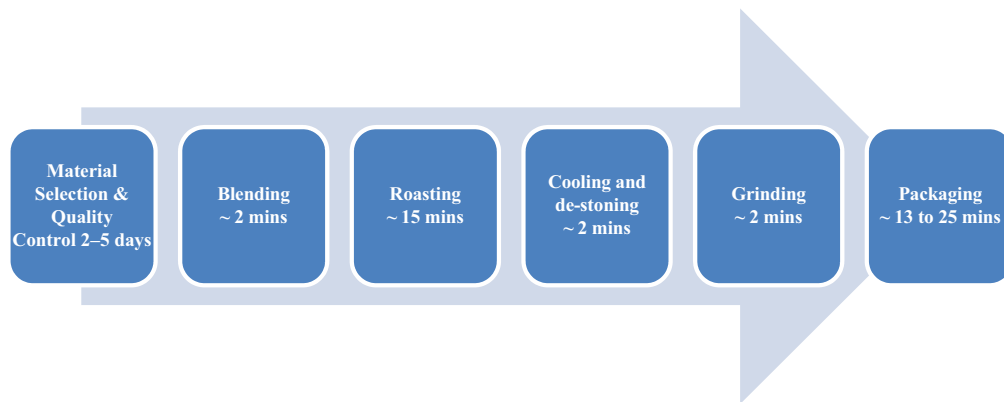 Material
Selection &
Quality
Control 2–5 days
Blending
~ 2 mins
Roasting
~ 15 mins
Cooling and
de-stoning
~ 2 mins
Grinding
~ 2 mins
Packaging
~ 13 to 25 mins